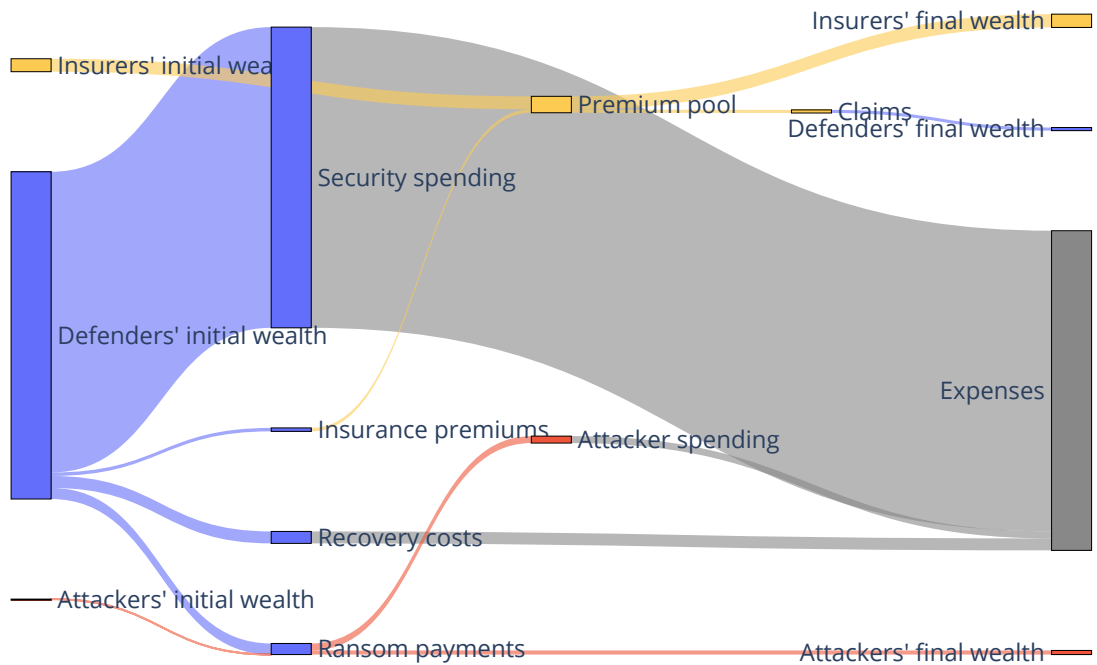 Insurers' final wealth
Insurers' initial wea
Premium pool
Claims
Defenders' final wealth
Security spending
Defenders' initial wealth
Expenses
Insurance premiums
Attacker spending
Recovery costs
Attackers' initial wealth
Ransom payments
Attackers' final wealth